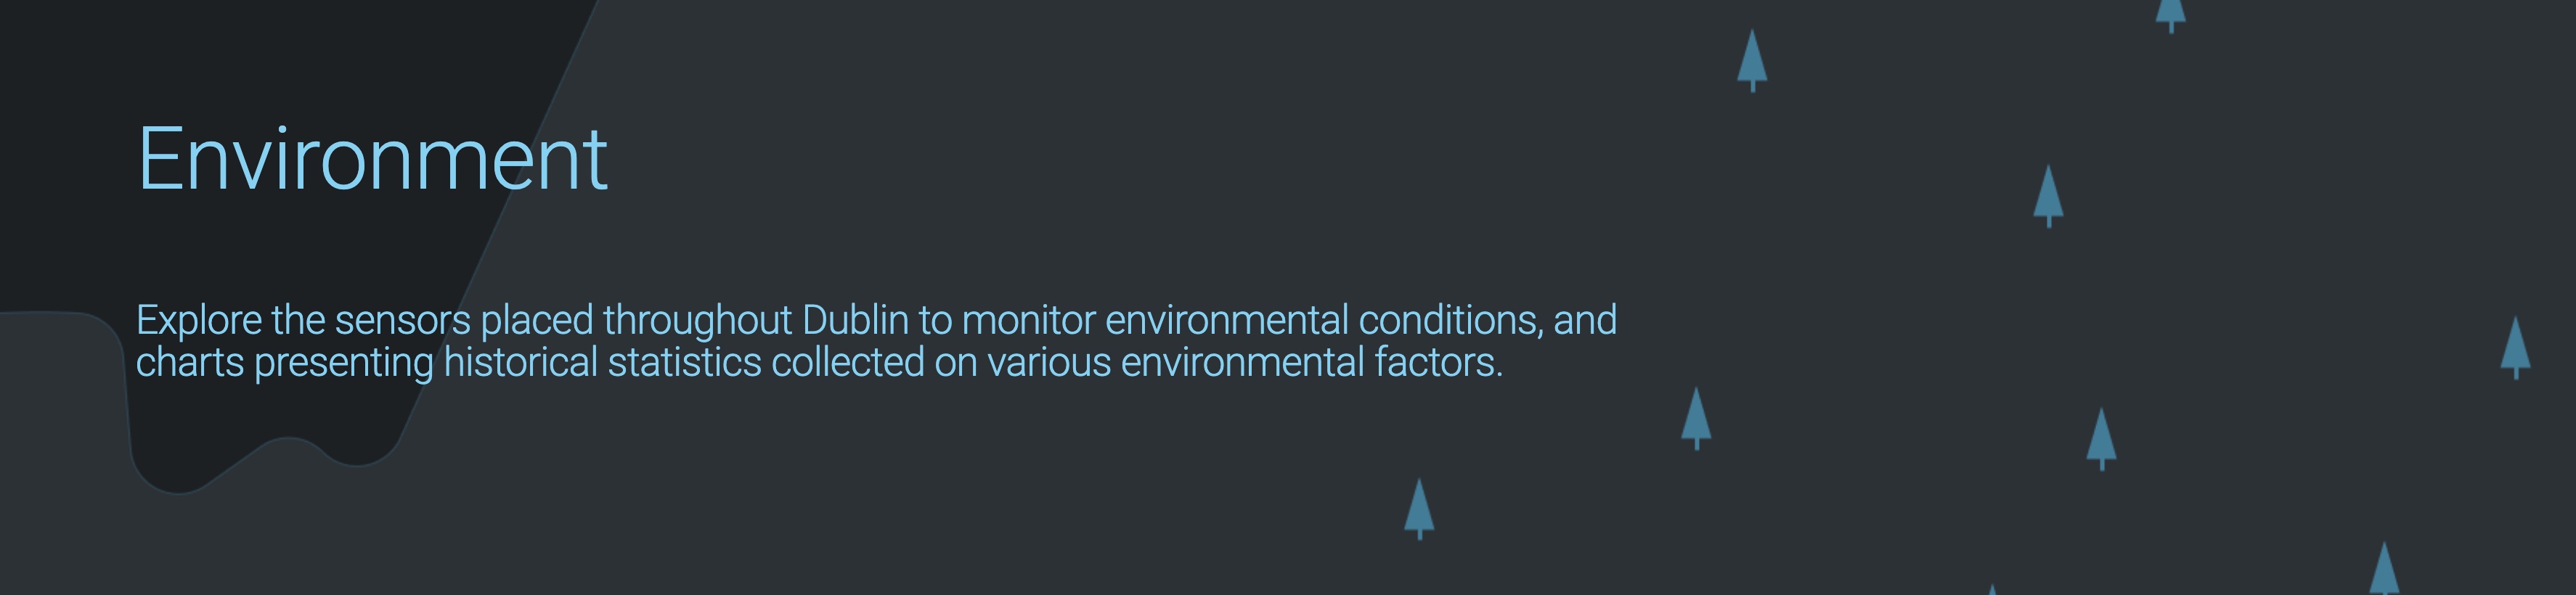 Environment
Explore the sensors placed throughout Dublin to monitor environmental conditions, and
charts presenting historical statistics collected on various environmental factors.